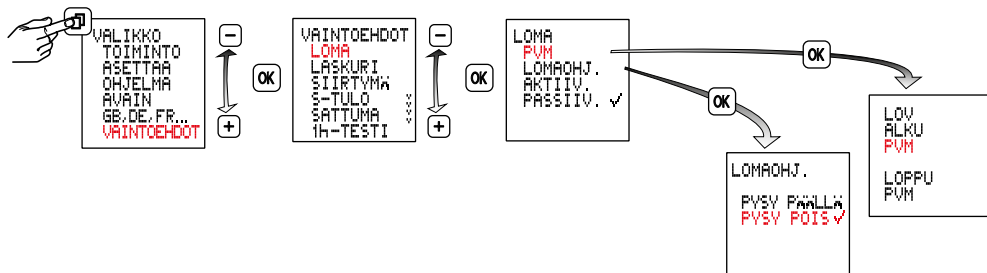 VALIKKO
TOIMINTO
ASETTAA
OHJELMA
AVAIN
GB,DE,FR...
VAINTOEHDOT
−
+
OK
VAINTOEHDOT
LOMA
LASKURI
SIIRTYMÄ
S-TULO
SATTUMA
1h-TESTI
−
+
OK
LOMA
PVM
LOMAOHJ.
AKTIIV.
PASSIIV. ✓
OK
OK
LOMAOHJ.
PYSY PÄÄLLÄ
PYSY POIS ✓
LOV
ALKU
PVM
LOPPU
PVM